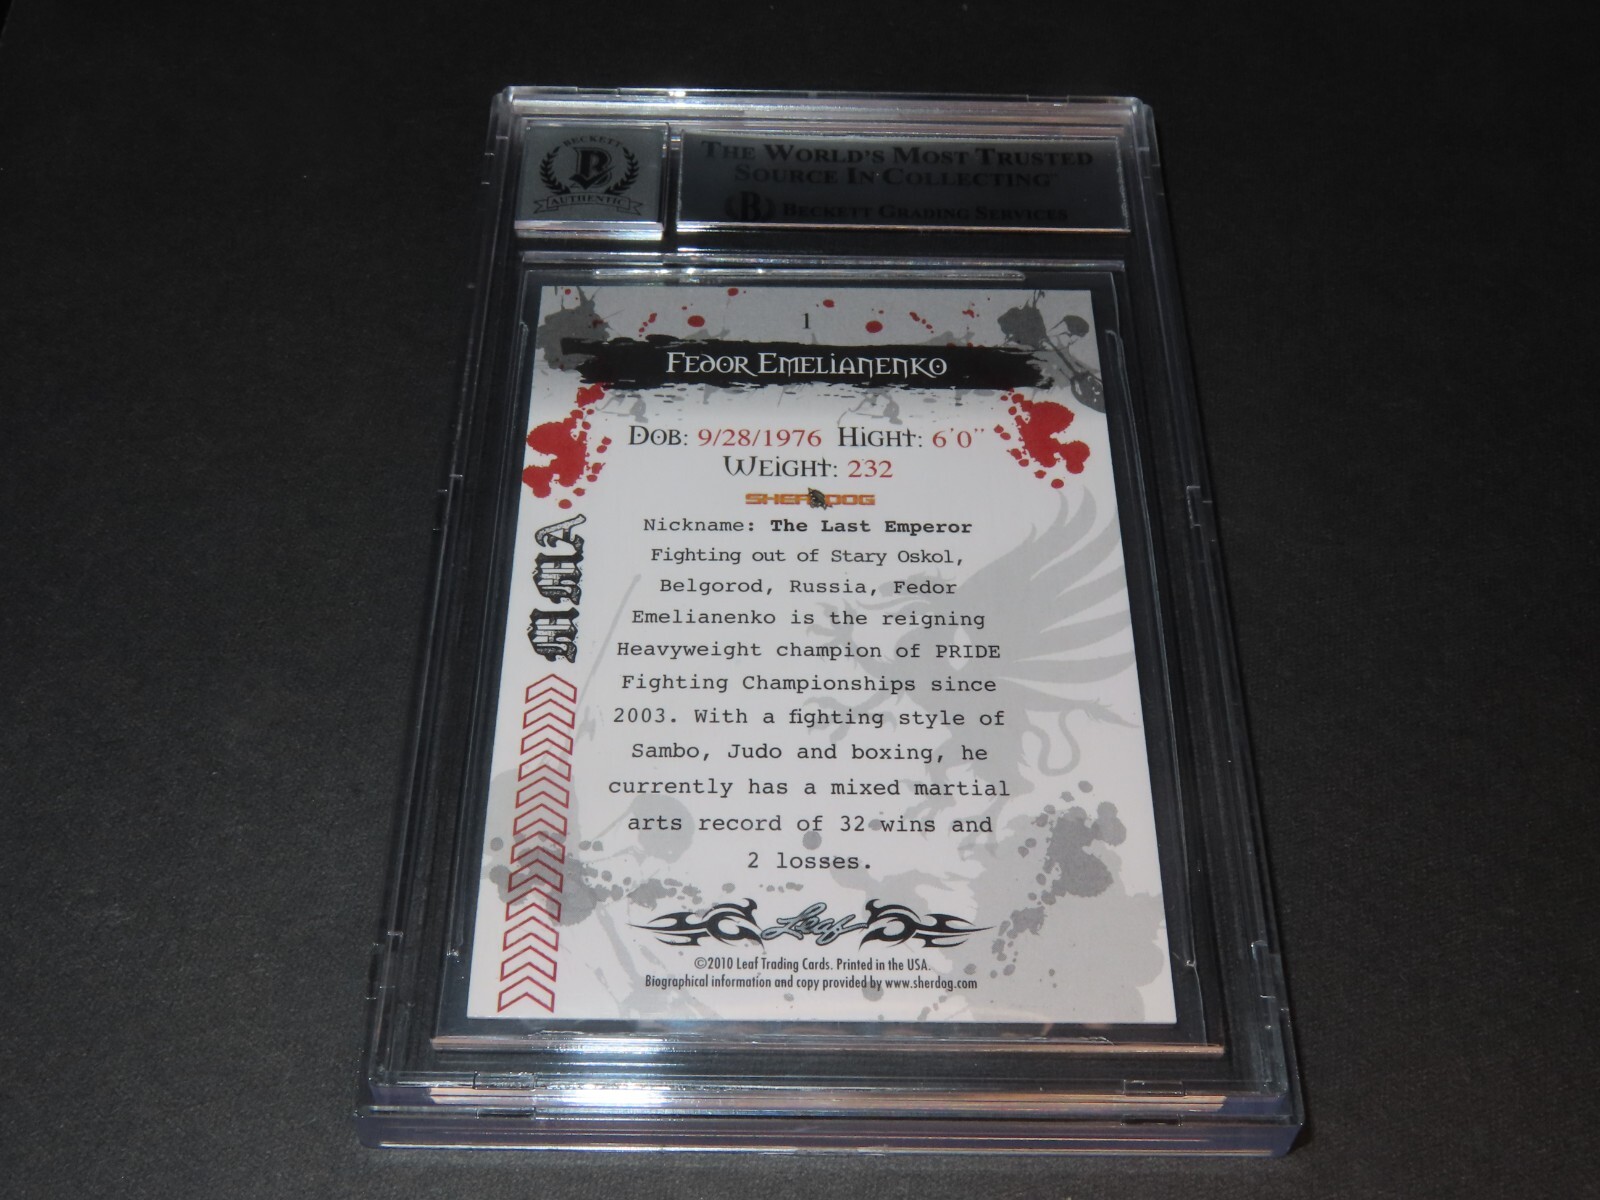 BECKETT
B
AUTHENTIC
THE WORLD'S MOST TRUSTED
SOURCE IN COLLECTING
B BECKETT GRADING SERVICES
1
FEDOR EMELIANENKO
DOB: 9/28/1976 HIGHT: 6'0"
WEIGHT: 232
SHERDOG
Nickname: The Last Emperor
Fighting out of Stary Oskol,
Belgorod, Russia, Fedor
Emelianenko is the reigning
Heavyweight champion of PRIDE
Fighting Championships since
2003. With a fighting style of
Sambo, Judo and boxing, he
currently has a mixed martial
arts record of 32 wins and
2 losses.
MMA
Leaf
©2010 Leaf Trading Cards. Printed in the USA.
Biographical information and copy provided by www.sherdog.com